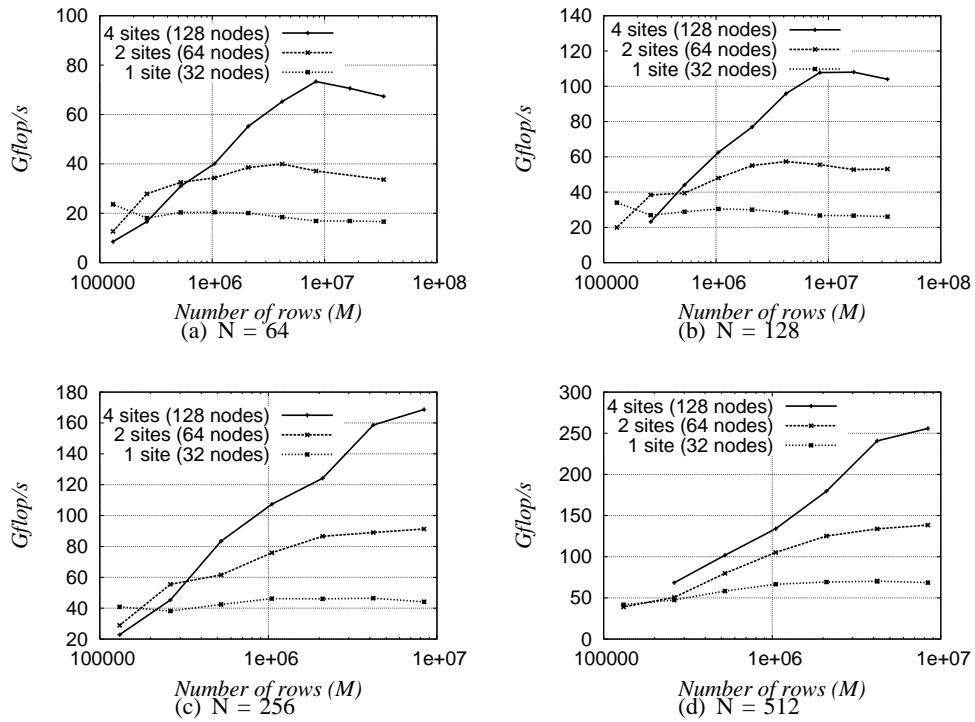 100
80
60
40
20
0
Gflop/s
4 sites (128 nodes)
2 sites (64 nodes)
1 site (32 nodes)
100000 1e+06 1e+07 1e+08
Number of rows (M)
(a) N = 64
140
120
100
80
60
40
20
0
Gflop/s
4 sites (128 nodes)
2 sites (64 nodes)
1 site (32 nodes)
100000 1e+06 1e+07 1e+08
Number of rows (M)
(b) N = 128
180
160
140
120
100
80
60
40
20
Gflop/s
4 sites (128 nodes)
2 sites (64 nodes)
1 site (32 nodes)
100000 1e+06 1e+07
Number of rows (M)
(c) N = 256
300
250
200
150
100
50
0
Gflop/s
4 sites (128 nodes)
2 sites (64 nodes)
1 site (32 nodes)
100000 1e+06 1e+07
Number of rows (M)
(d) N = 512